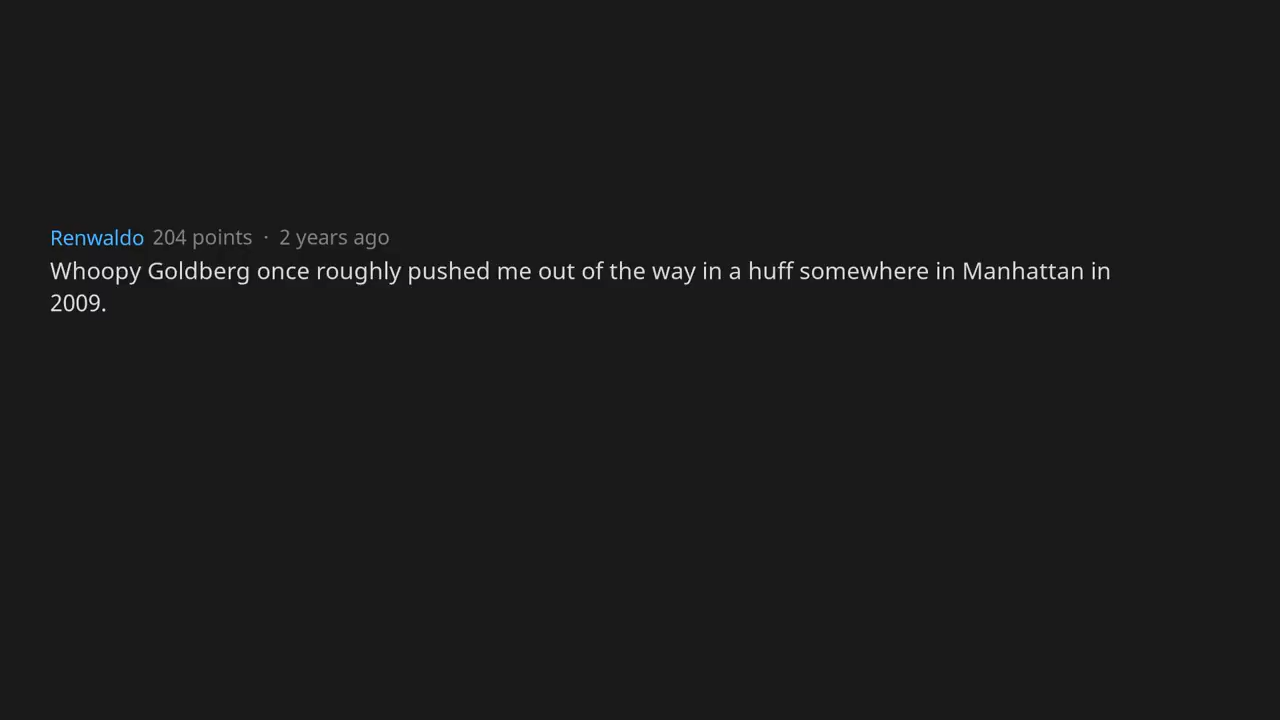 Renwaldo 204 points · 2 years ago
Whoopy Goldberg once roughly pushed me out of the way in a huff somewhere in Manhattan in
2009.